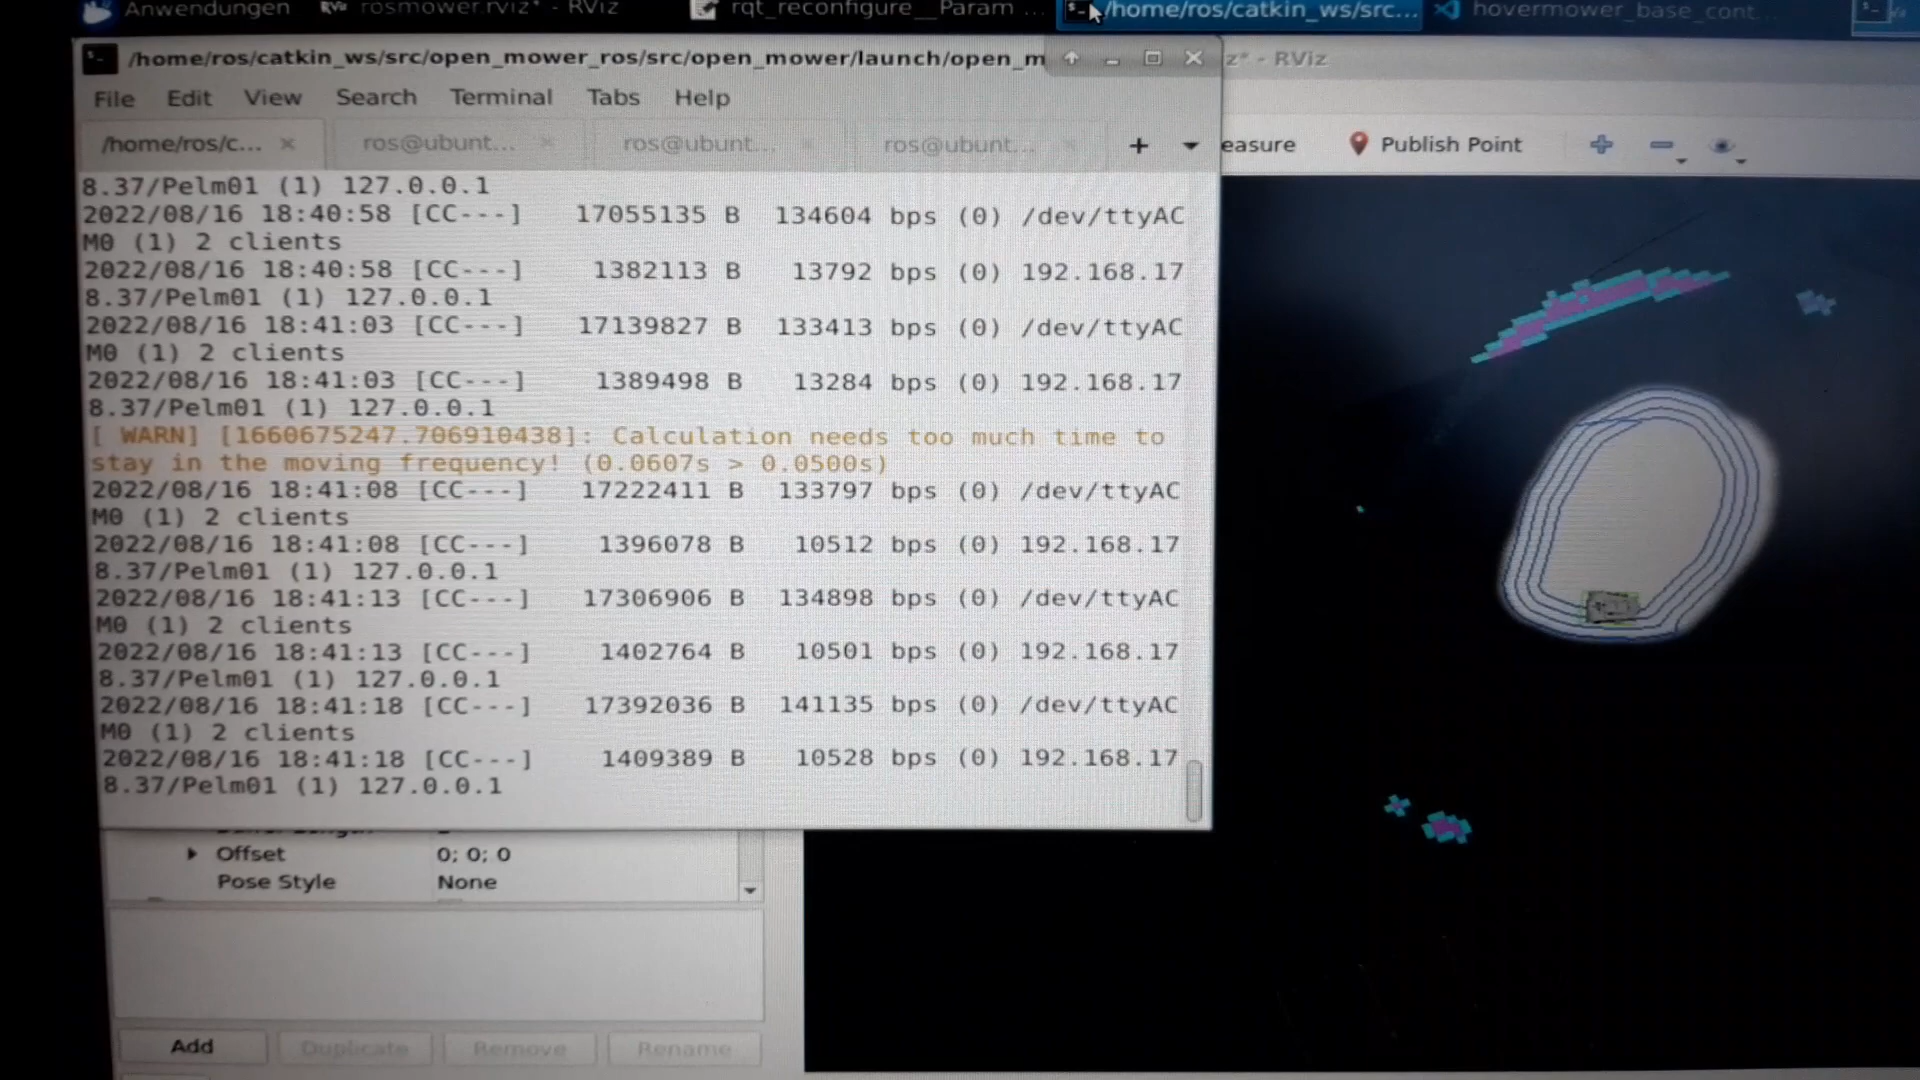 Anwendungen
rosmower.rviz* - RViz
rqt_reconfigure__Param ...
/home/ros/catkin_ws/src...
hovermower_base_cont...
/home/ros/catkin_ws/src/open_mower_ros/src/open_mower/launch/open_m
z* - RViz
File Edit View Search Terminal Tabs Help
/home/ros/c...
ros@ubunt...
ros@ubunt...
ros@ubunt...
easure
Publish Point
8.37/Pelm01 (1) 127.0.0.1
2022/08/16 18:40:58 [CC---] 17055135 B 134604 bps (0) /dev/ttyAC
M0 (1) 2 clients
2022/08/16 18:40:58 [CC---] 1382113 B 13792 bps (0) 192.168.17
8.37/Pelm01 (1) 127.0.0.1
2022/08/16 18:41:03 [CC---] 17139827 B 133413 bps (0) /dev/ttyAC
M0 (1) 2 clients
2022/08/16 18:41:03 [CC---] 1389498 B 13284 bps (0) 192.168.17
8.37/Pelm01 (1) 127.0.0.1
[ WARN] [1660675247.706910438]: Calculation needs too much time to
stay in the moving frequency! (0.0607s > 0.0500s)
2022/08/16 18:41:08 [CC---] 17222411 B 133797 bps (0) /dev/ttyAC
M0 (1) 2 clients
2022/08/16 18:41:08 [CC---] 1396078 B 10512 bps (0) 192.168.17
8.37/Pelm01 (1) 127.0.0.1
2022/08/16 18:41:13 [CC---] 17306906 B 134898 bps (0) /dev/ttyAC
M0 (1) 2 clients
2022/08/16 18:41:13 [CC---] 1402764 B 10501 bps (0) 192.168.17
8.37/Pelm01 (1) 127.0.0.1
2022/08/16 18:41:18 [CC---] 17392036 B 141135 bps (0) /dev/ttyAC
M0 (1) 2 clients
2022/08/16 18:41:18 [CC---] 1409389 B 10528 bps (0) 192.168.17
8.37/Pelm01 (1) 127.0.0.1
Offset 0; 0; 0
Pose Style None
Add Duplicate Remove Rename